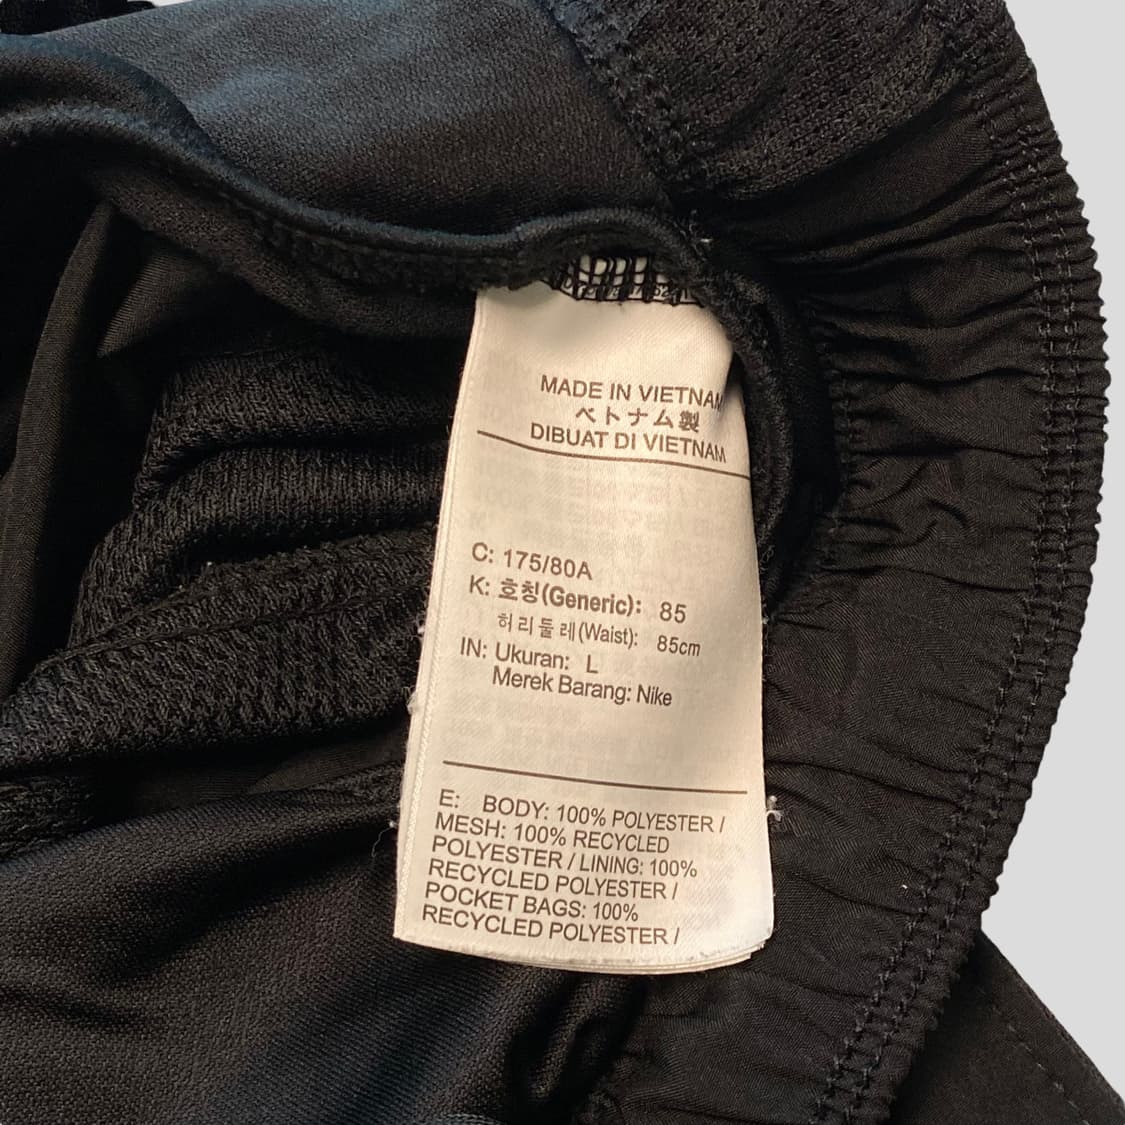 MADE IN VIETNAM
ベトナム製
DIBUAT DI VIETNAM
C: 175/80A
K: 호칭(Generic): 85
허리둘레(Waist): 85cm
IN: Ukuran: L
Merek Barang: Nike
E: BODY: 100% POLYESTER /
MESH: 100% RECYCLED
POLYESTER / LINING: 100%
RECYCLED POLYESTER /
POCKET BAGS: 100%
RECYCLED POLYESTER /